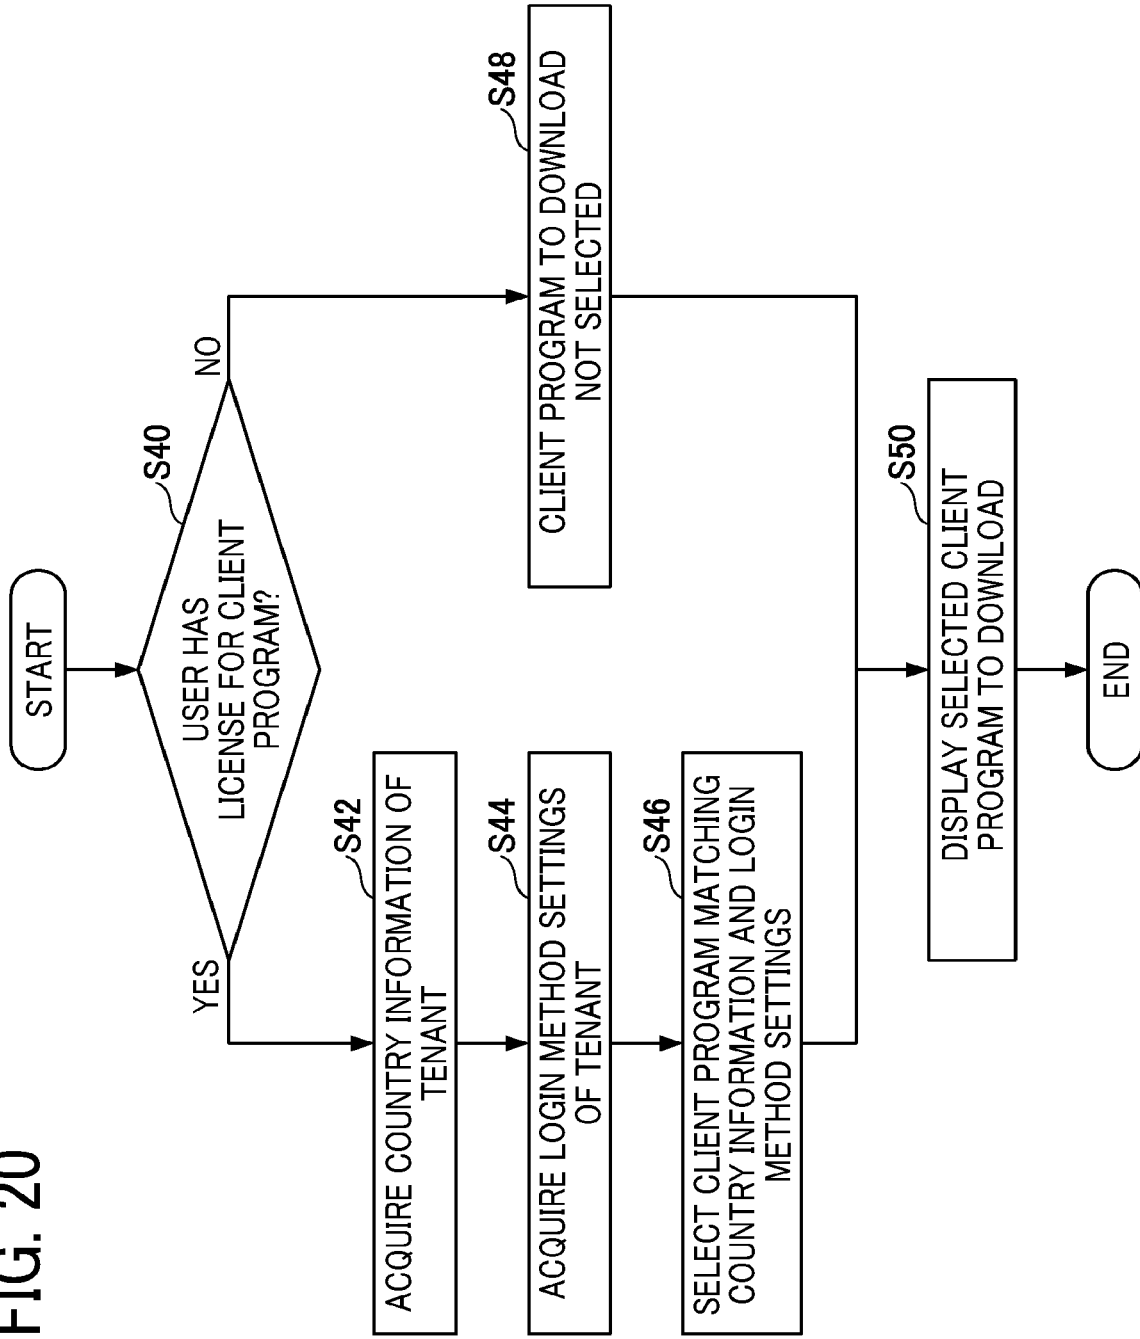 FIG. 20
START
S40
USER HAS
LICENSE FOR CLIENT
PROGRAM?
YES
NO
S42
ACQUIRE COUNTRY INFORMATION OF
TENANT
S44
ACQUIRE LOGIN METHOD SETTINGS
OF TENANT
S46
SELECT CLIENT PROGRAM MATCHING
COUNTRY INFORMATION AND LOGIN
METHOD SETTINGS
S48
CLIENT PROGRAM TO DOWNLOAD
NOT SELECTED
S50
DISPLAY SELECTED CLIENT
PROGRAM TO DOWNLOAD
END